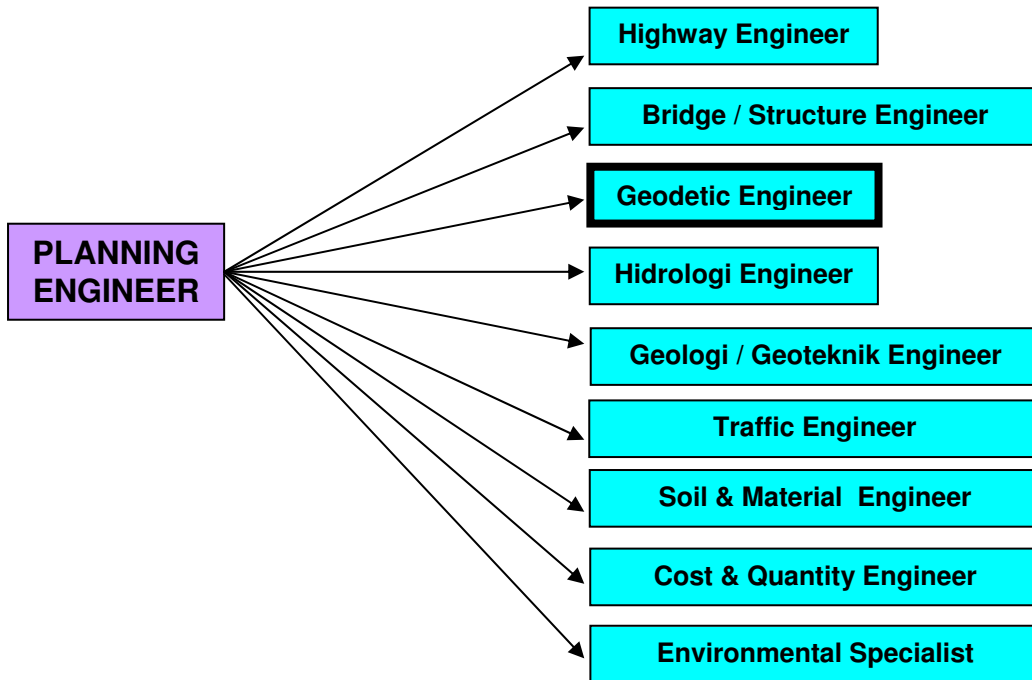 Highway Engineer
Bridge / Structure Engineer
Geodetic Engineer
PLANNING
ENGINEER
Hidrologi Engineer
Geologi / Geoteknik Engineer
Traffic Engineer
Soil & Material  Engineer
Cost & Quantity Engineer
Environmental Specialist